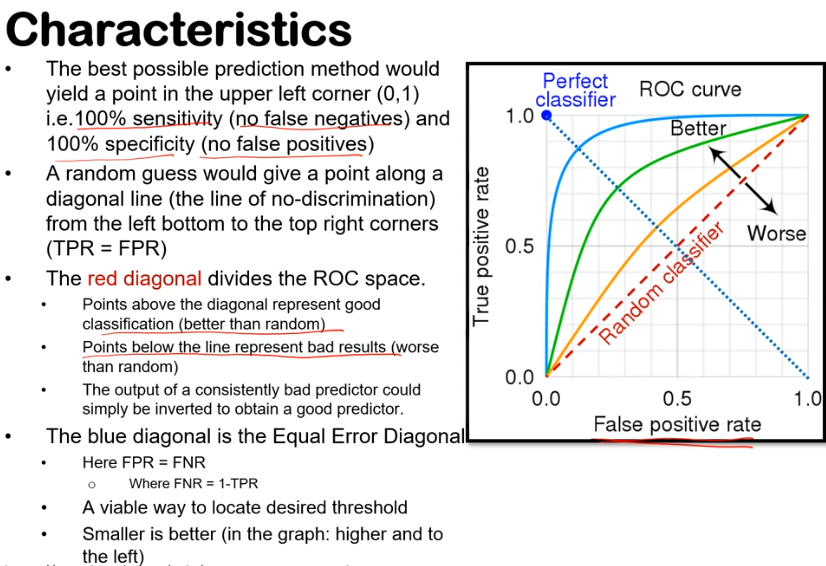 Characteristics
• The best possible prediction method would
yield a point in the upper left corner (0,1)
i.e.100% sensitivity (no false negatives) and
100% specificity (no false positives)
• A random guess would give a point along a
diagonal line (the line of no-discrimination)
from the left bottom to the top right corners
(TPR = FPR)
• The red diagonal divides the ROC space.
• Points above the diagonal represent good
classification (better than random)
• Points below the line represent bad results (worse
than random)
• The output of a consistently bad predictor could
simply be inverted to obtain a good predictor.
• The blue diagonal is the Equal Error Diagonal
• Here FPR = FNR
○ Where FNR = 1-TPR
• A viable way to locate desired threshold
• Smaller is better (in the graph: higher and to
the left)
Perfect
classifier
ROC curve
1.0
Better
Worse
True positive rate
0.5
Random classifier
0.0
0.0 0.5 1.0
False positive rate